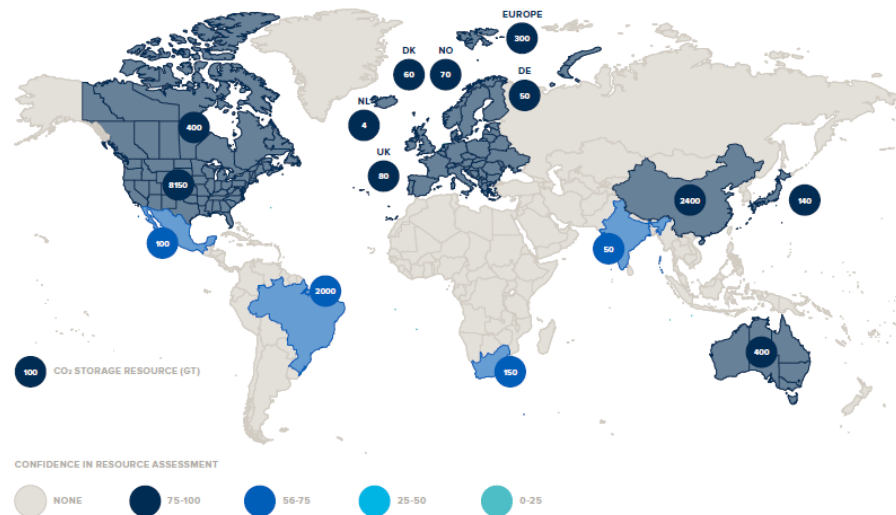 EUROPE
300
DK
NO
60
70
DE
50
NL
4
400
UK
80
8150
2400
140
100
50
2000
400
150
100 CO₂ STORAGE RESOURCE (GT)
CONFIDENCE IN RESOURCE ASSESSMENT
NONE 75-100 56-75 25-50 0-25